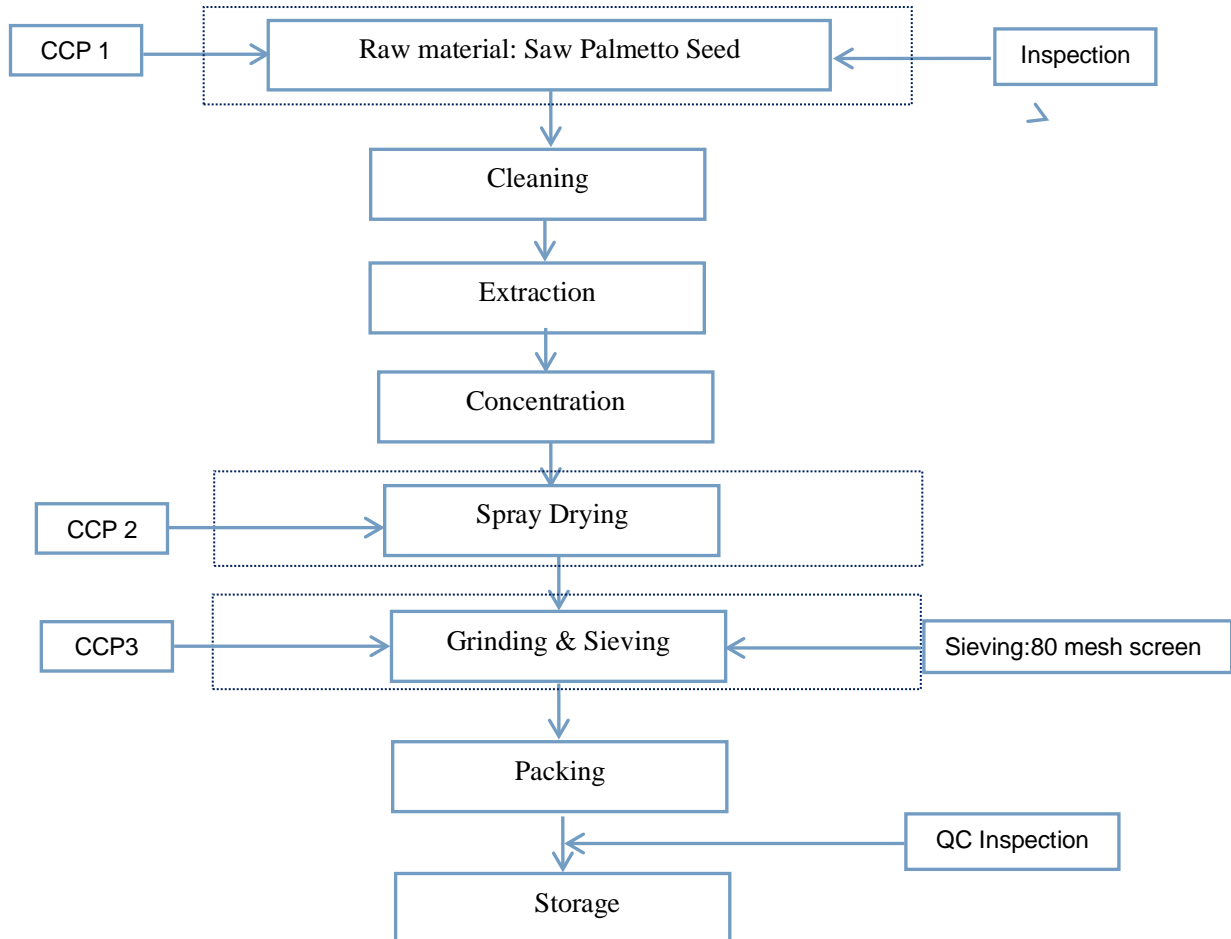 CCP 1
Raw material: Saw Palmetto Seed
Inspection
Cleaning
Extraction
Concentration
CCP 2
Spray Drying
CCP3
Grinding & Sieving
Sieving:80 mesh screen
Packing
QC Inspection
Storage